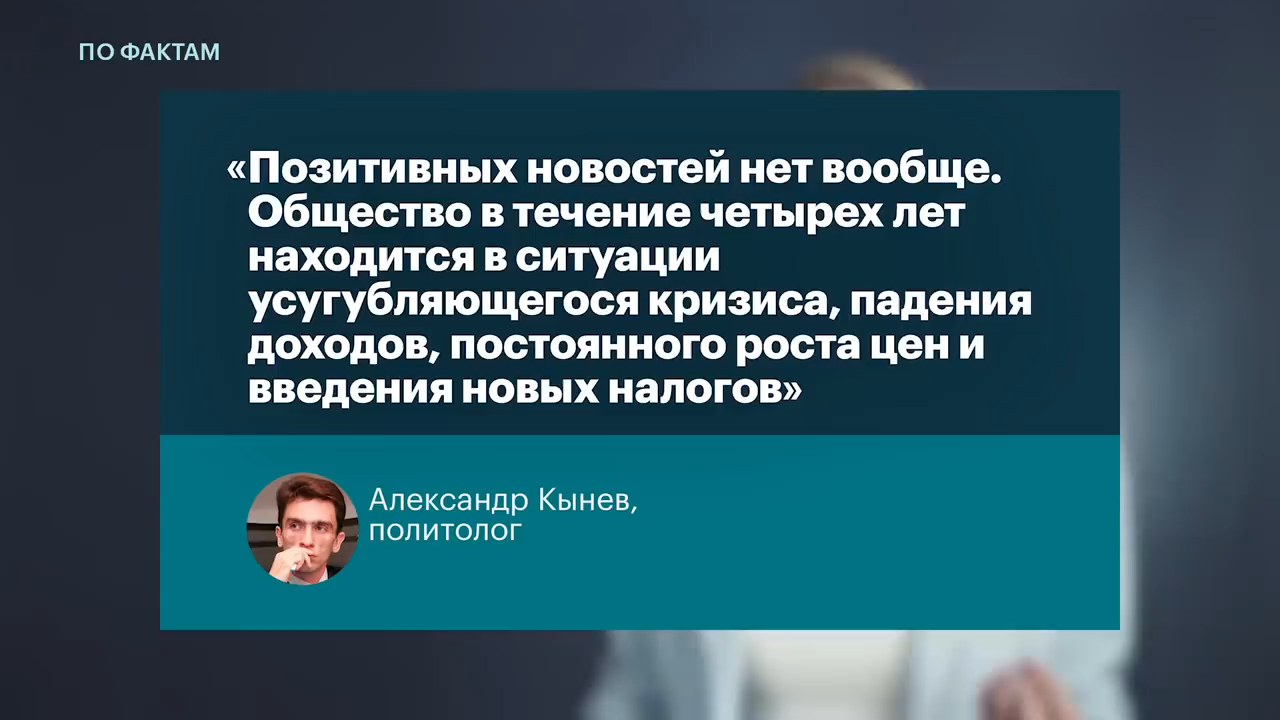 ПО ФАКТАМ
«Позитивных новостей нет вообще.
Общество в течение четырех лет
находится в ситуации
усугубляющегося кризиса, падения
доходов, постоянного роста цен и
введения новых налогов»
Александр Кынев,
политолог